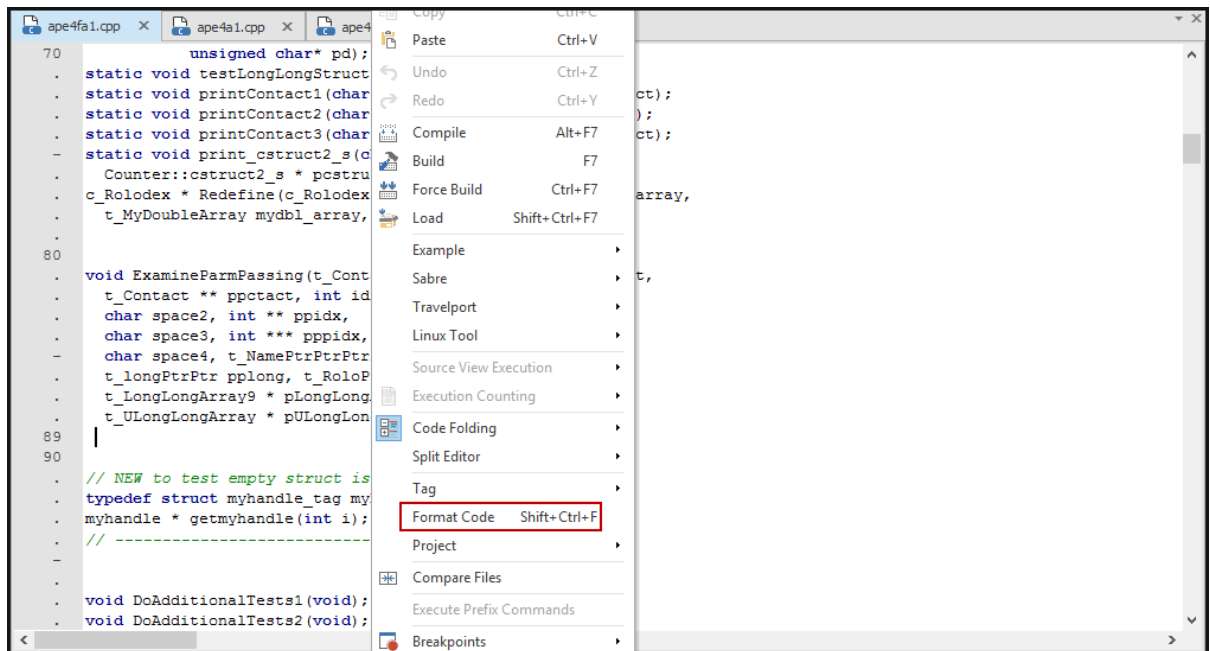 ape4fa1.cpp × ape4a1.cpp × ape4
70 unsigned char* pd);
. static void testLongLongStruct
. static void printContact1(char ct);
. static void printContact2(char );
. static void printContact3(char ct);
- static void print_cstruct2_s(c
. Counter::cstruct2_s * pcstru
. c_Rolodex * Redefine(c_Rolodex array,
. t_MyDoubleArray mydbl_array,
.
80
. void ExamineParmPassing(t_Cont t,
. t_Contact ** ppctact, int id
. char space2, int ** ppidx,
. char space3, int *** pppidx,
- char space4, t_NamePtrPtrPtr
. t_longPtrPtr pplong, t_RoloP
. t_LongLongArray9 * pLongLong
. t_ULongLongArray * pULongLon
89
90
. // NEW to test empty struct is
. typedef struct myhandle_tag my
. myhandle * getmyhandle(int i);
. // --------------------------
-
.
. void DoAdditionalTests1(void);
. void DoAdditionalTests2(void);
Copy Ctrl+C
Paste Ctrl+V
Undo Ctrl+Z
Redo Ctrl+Y
Compile Alt+F7
Build F7
Force Build Ctrl+F7
Load Shift+Ctrl+F7
Example
Sabre
Travelport
Linux Tool
Source View Execution
Execution Counting
Code Folding
Split Editor
Tag
Format Code Shift+Ctrl+F
Project
Compare Files
Execute Prefix Commands
Breakpoints